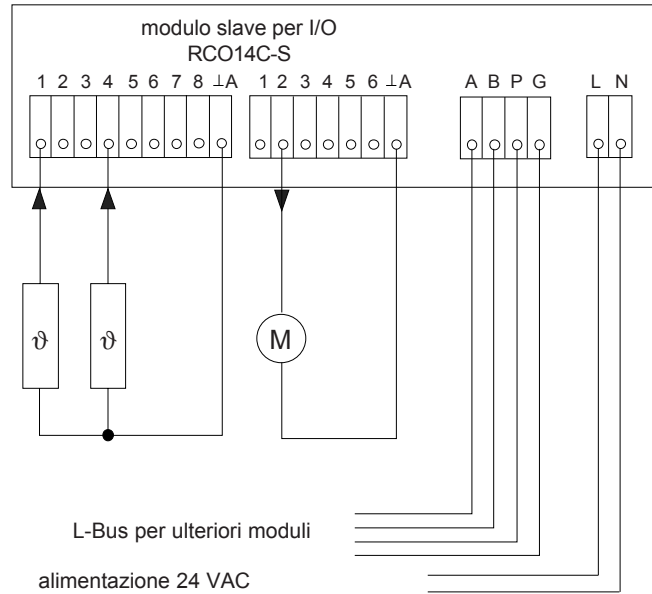 modulo slave per I/O
RCO14C-S
1 2 3 4 5 6 7 8 ⊥A 1 2 3 4 5 6 ⊥A A B P G L N
ϑ ϑ M
L-Bus per ulteriori moduli
alimentazione 24 VAC